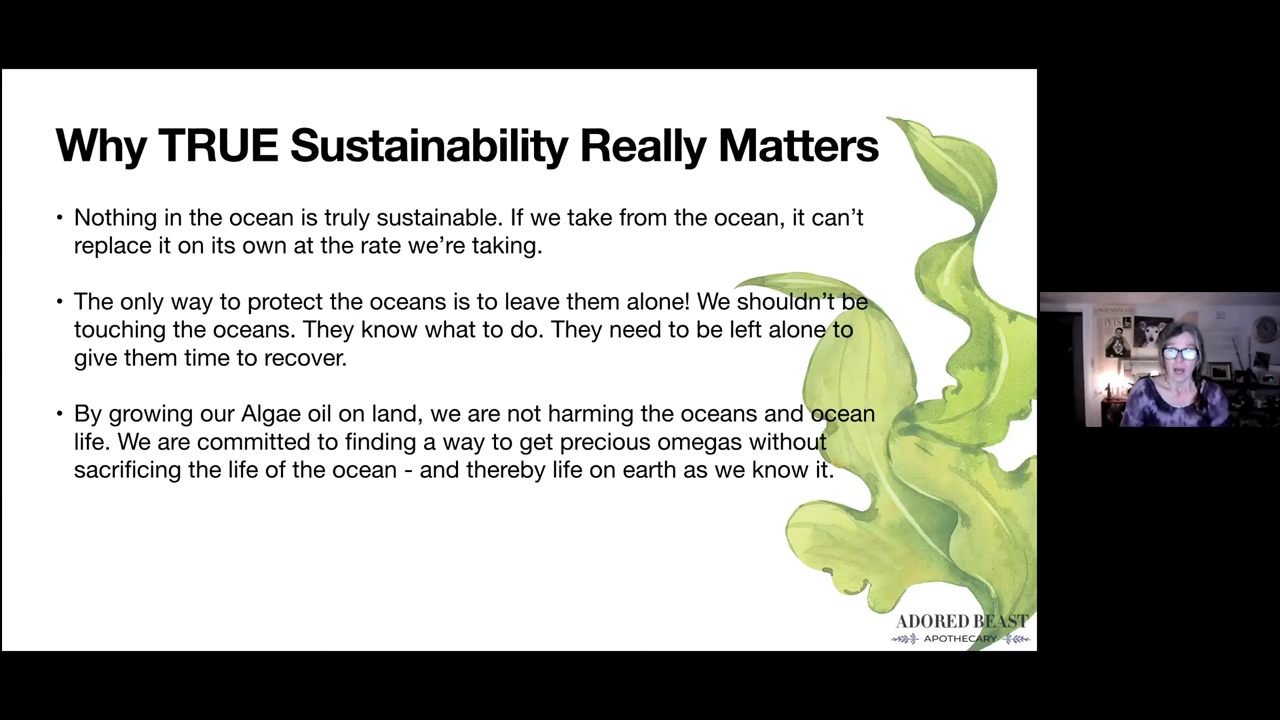 Why TRUE Sustainability Really Matters
• Nothing in the ocean is truly sustainable. If we take from the ocean, it can’t
replace it on its own at the rate we’re taking.
• The only way to protect the oceans is to leave them alone! We shouldn’t be
touching the oceans. They know what to do. They need to be left alone to
give them time to recover.
• By growing our Algae oil on land, we are not harming the oceans and ocean
life. We are committed to finding a way to get precious omegas without
sacrificing the life of the ocean - and thereby life on earth as we know it.
ADORED BEAST
APOTHECARY
PETS